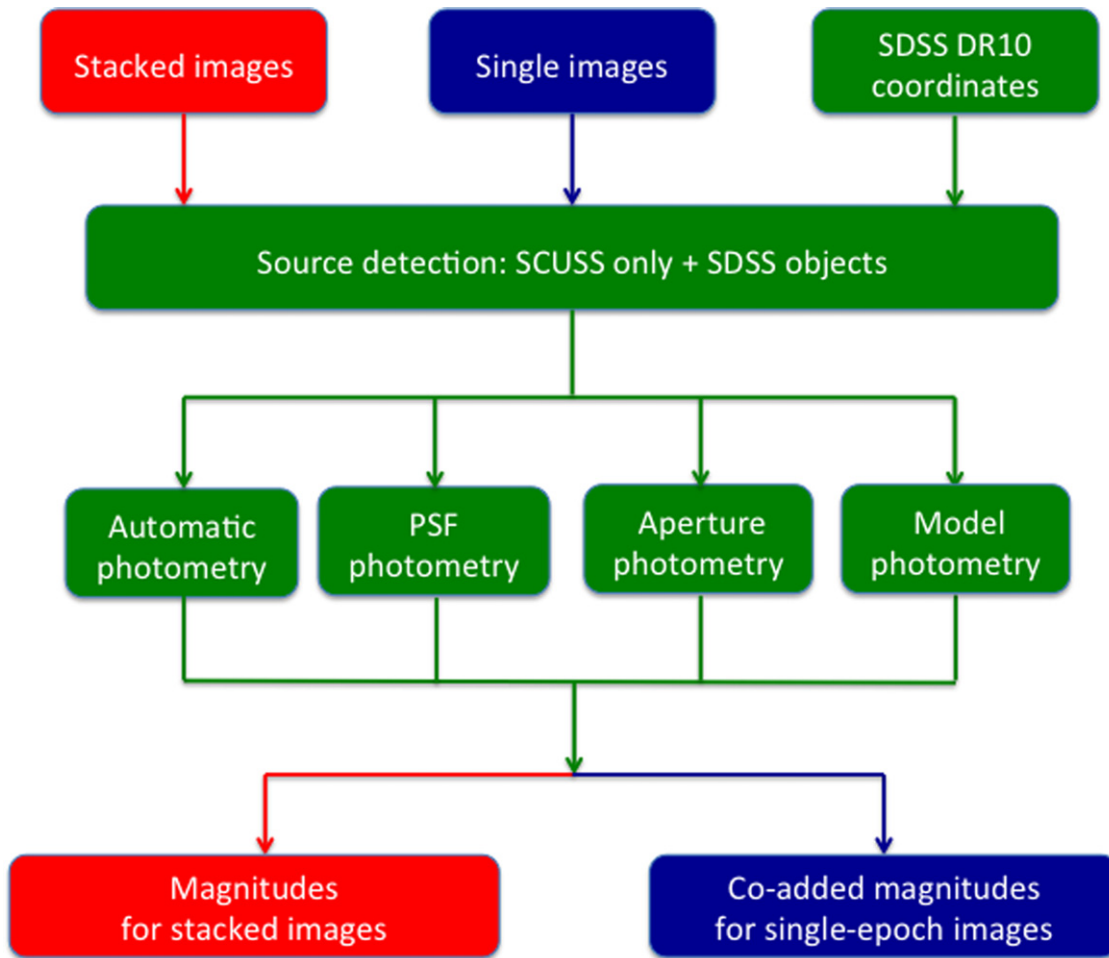 Stacked images
Single images
SDSS DR10
coordinates
Source detection: SCUSS only + SDSS objects
Automatic
photometry
PSF
photometry
Aperture
photometry
Model
photometry
Magnitudes
for stacked images
Co-added magnitudes
for single-epoch images